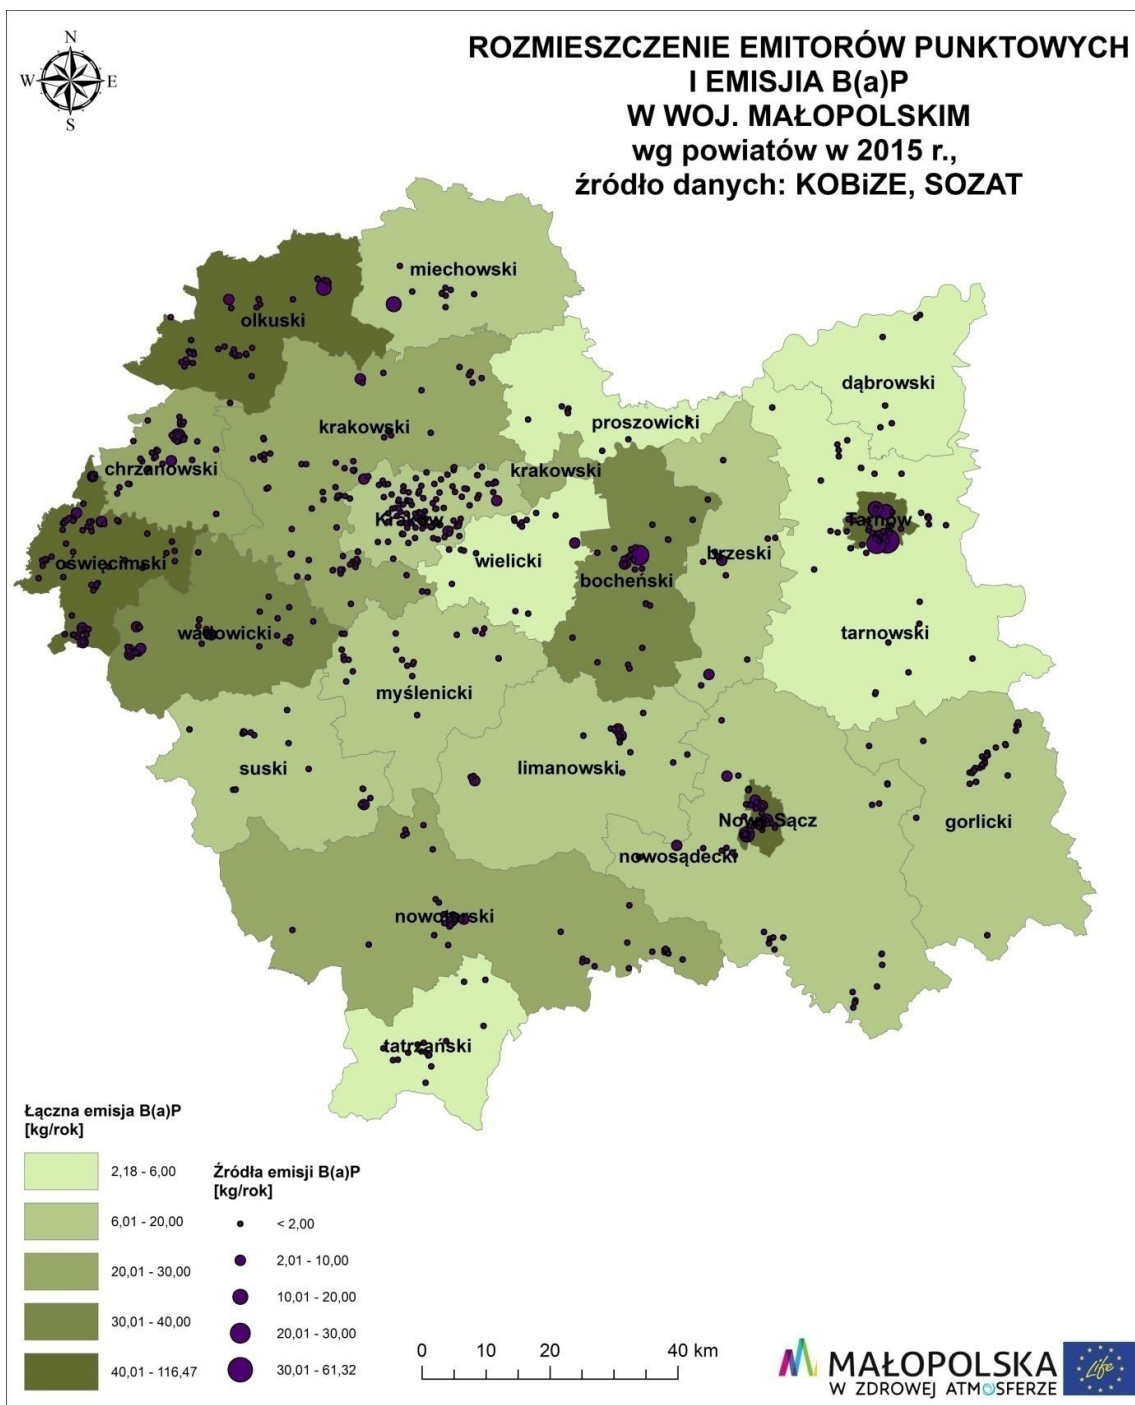 ROZMIESZCZENIE EMITORÓW PUNKTOWYCH
I EMISJIA B(a)P
W WOJ. MAŁOPOLSKIM
wg powiatów w 2015 r.,
źródło danych: KOBiZE, SOZAT
N
W E
S
miechowski
olkuski
dąbrowski
proszowicki
krakowski
chrzanowski
krakowski
Kraków
Tarnów
oświęcimski
wielicki
bocheński
brzeski
wadowicki
tarnowski
myślenicki
suski
limanowski
Nowy Sącz
gorlicki
nowosądecki
nowotarski
tatrzański
Łączna emisja B(a)P
[kg/rok]
2,18 - 6,00
6,01 - 20,00
20,01 - 30,00
30,01 - 40,00
40,01 - 116,47
Źródła emisji B(a)P
[kg/rok]
< 2,00
2,01 - 10,00
10,01 - 20,00
20,01 - 30,00
30,01 - 61,32
0 10 20 40 km
MAŁOPOLSKA
W ZDROWEJ ATMOSFERZE
Life